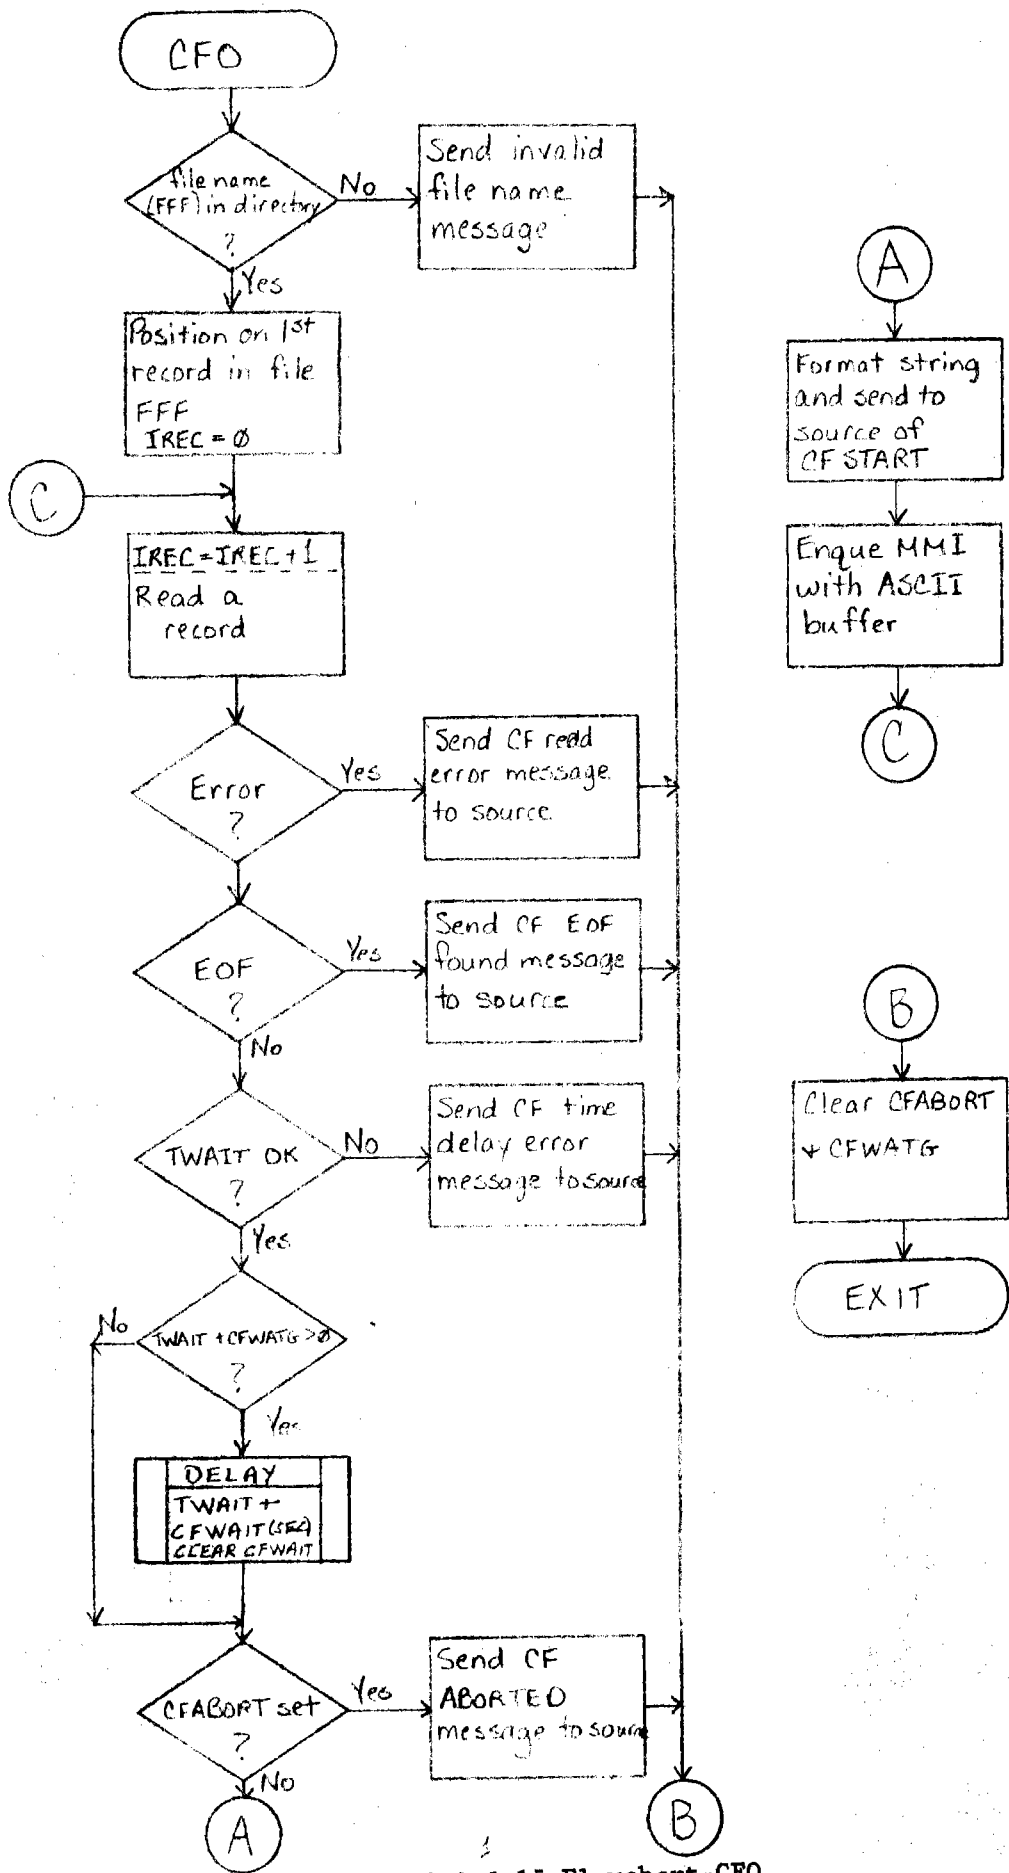 CFO
file name
(FFF) in directory
?
No
Send invalid
file name
message
Yes
Position on 1st
record in file
FFF
IREC = Ø
C
IREC=IREC+1
Read a
record
Error
?
Yes
Send CF read
error message
to source
EOF
?
Yes
Send CF EOF
found message
to source
No
TWAIT OK
?
No
Send CF time
delay error
message to source
Yes
TWAIT + CFWATG >Ø
?
No
Yes
DELAY
TWAIT +
CFWAIT (SEC)
CLEAR CFWAIT
CFABORT set
?
Yes
Send CF
ABORTED
message to source
No
A
B
A
Format string
and send to
source of
CF START
Enque MMI
with ASCII
buffer
C
B
Clear CFABORT
+ CFWATG
EXIT
Flowchart-CFO